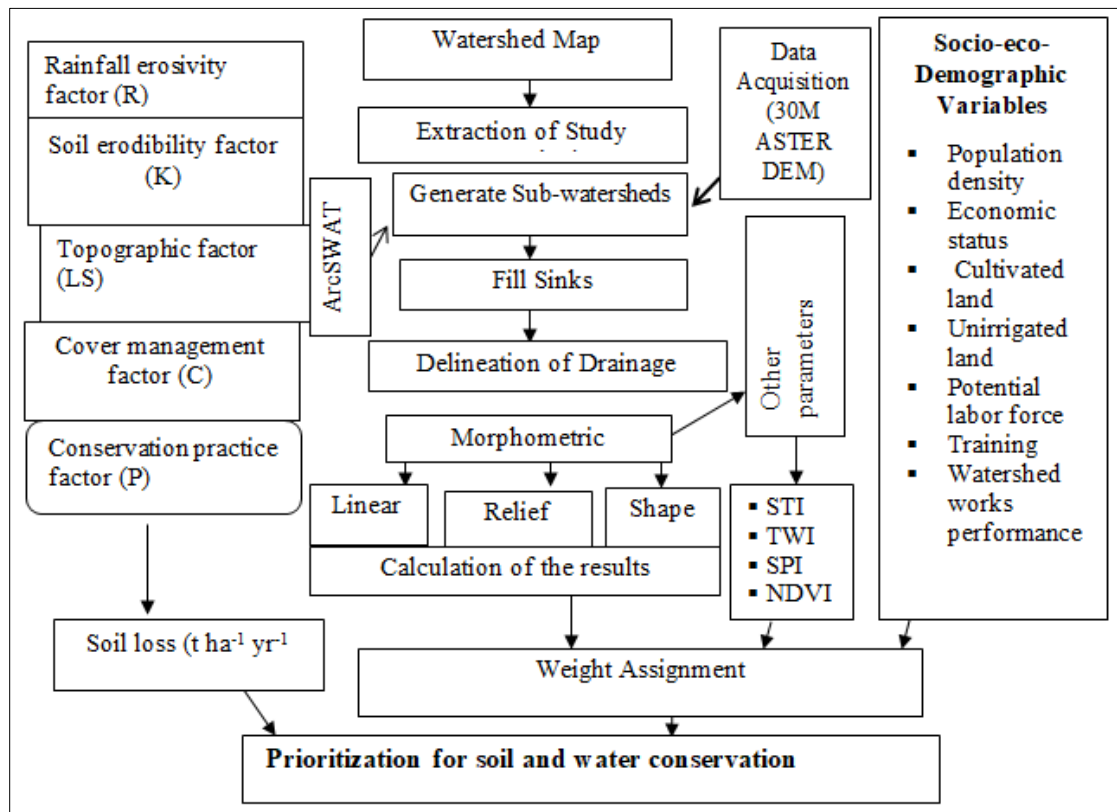 Rainfall erosivity
factor (R)
Soil erodibility factor
(K)
Topographic factor
(LS)
Cover management
factor (C)
Conservation practice
factor (P)
Soil loss (t ha-1 yr-1
ArcSWAT
Watershed Map
Extraction of Study
Generate Sub-watersheds
Fill Sinks
Delineation of Drainage
Morphometric
Linear
Relief
Shape
Calculation of the results
Data
Acquisition
(30M
ASTER
DEM)
Other
parameters
▪ STI
▪ TWI
▪ SPI
▪ NDVI
Socio-eco-
Demographic
Variables
▪ Population
density
▪ Economic
status
▪ Cultivated
land
▪ Unirrigated
land
▪ Potential
labor force
▪ Training
▪ Watershed
works
performance
Weight Assignment
Prioritization for soil and water conservation